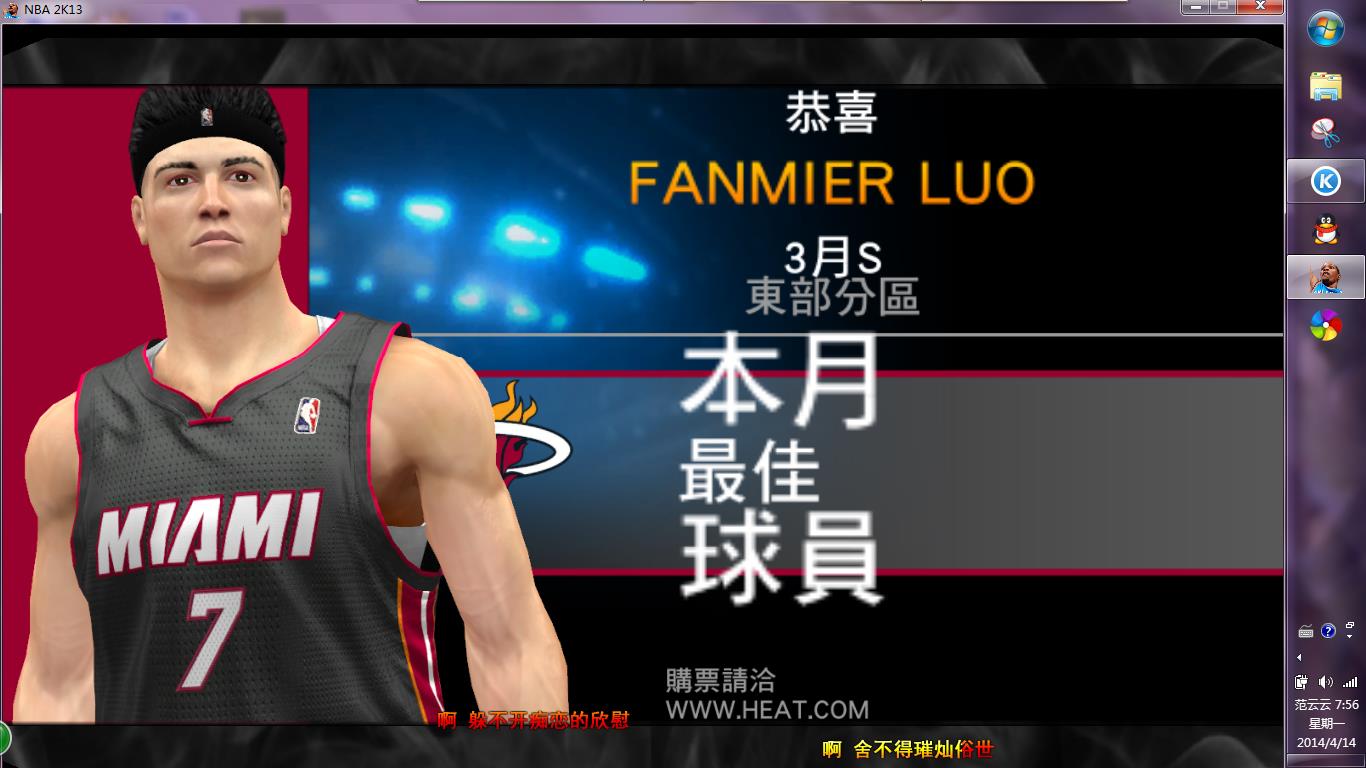 NBA 2K13
恭喜
FANMIER LUO
3月S
東部分區
本月
最佳
球員
MIAMI
7
購票請洽
WWW.HEAT.COM
啊 躲不开痴恋的欣慰
啊 舍不得璀灿俗世
范云云 7:56
星期一
2014/4/14